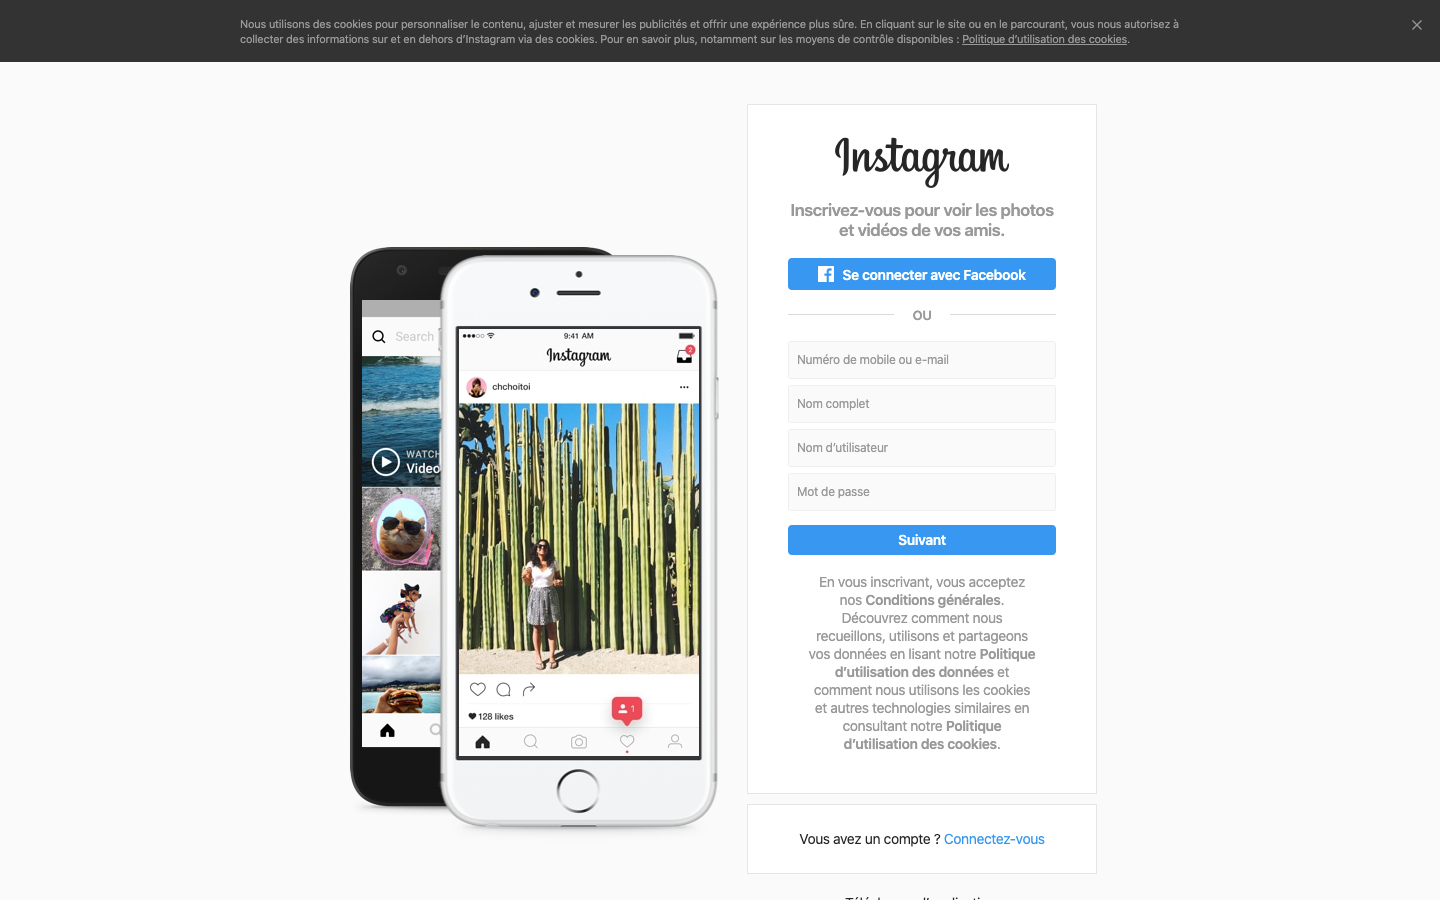 Nous utilisons des cookies pour personnaliser le contenu, ajuster et mesurer les publicités et offrir une expérience plus sûre. En cliquant sur le site ou en le parcourant, vous nous autorisez à
collecter des informations sur et en dehors d’Instagram via des cookies. Pour en savoir plus, notamment sur les moyens de contrôle disponibles : Politique d’utilisation des cookies.
Search
WATCH
Video
9:41 AM
Instagram
2
chchoitoi
128 likes
1
Instagram
Inscrivez-vous pour voir les photos
et vidéos de vos amis.
Se connecter avec Facebook
OU
Numéro de mobile ou e-mail
Nom complet
Nom d’utilisateur
Mot de passe
Suivant
En vous inscrivant, vous acceptez
nos Conditions générales.
Découvrez comment nous
recueillons, utilisons et partageons
vos données en lisant notre Politique
d’utilisation des données et
comment nous utilisons les cookies
et autres technologies similaires en
consultant notre Politique
d’utilisation des cookies.
Vous avez un compte ? Connectez-vous